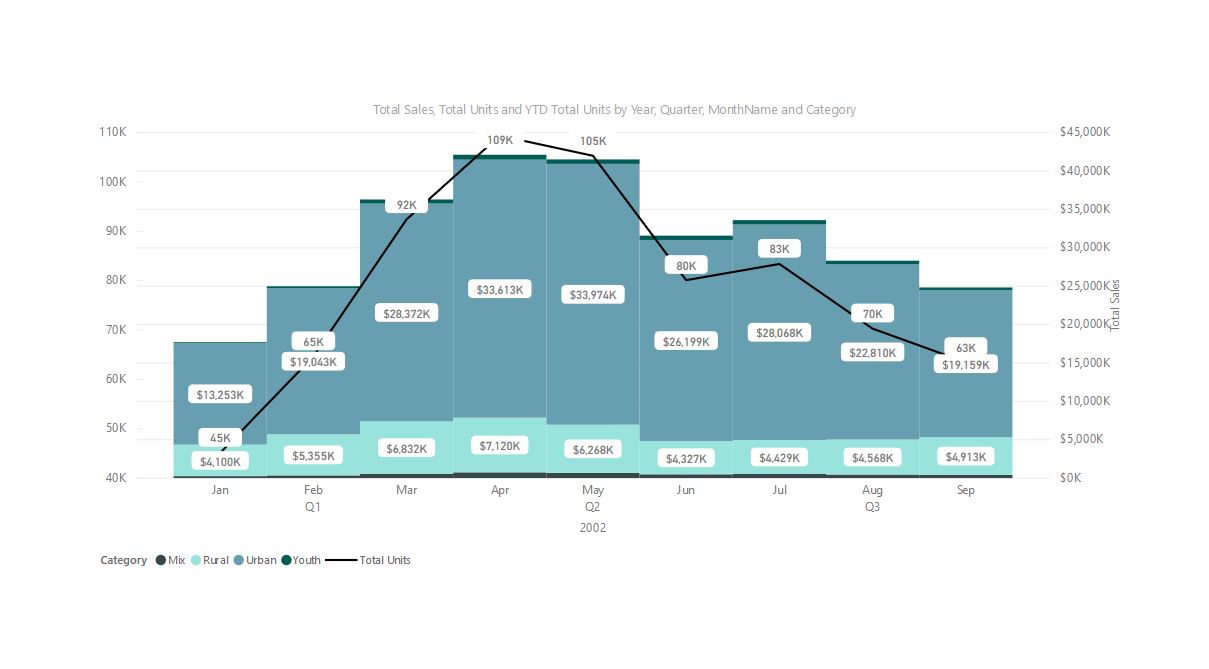 Total Sales, Total Units and YTD Total Units by Year, Quarter, MonthName and Category
110K
100K
90K
80K
70K
60K
50K
40K
$45,000K
$40,000K
$35,000K
$30,000K
$25,000K
$20,000K
$15,000K
$10,000K
$5,000K
$0K
Total Sales
109K
105K
92K
80K
83K
70K
65K
63K
45K
$13,253K
$19,043K
$28,372K
$33,613K
$33,974K
$26,199K
$28,068K
$22,810K
$19,159K
$4,100K
$5,355K
$6,832K
$7,120K
$6,268K
$4,327K
$4,429K
$4,568K
$4,913K
Jan Feb Mar Apr May Jun Jul Aug Sep
Q1 Q2 Q3
2002
Category Mix Rural Urban Youth Total Units